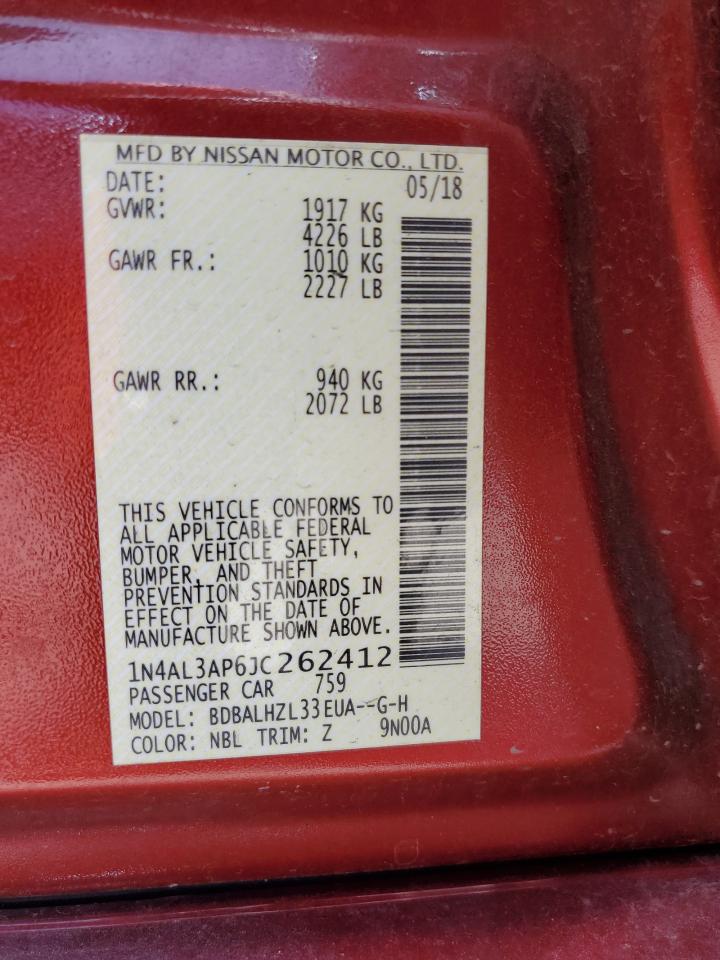 MFD BY NISSAN MOTOR CO., LTD.
DATE: 05/18
GVWR: 1917 KG
4226 LB
GAWR FR.: 1010 KG
2227 LB
GAWR RR.: 940 KG
2072 LB
THIS VEHICLE CONFORMS TO
ALL APPLICABLE FEDERAL
MOTOR VEHICLE SAFETY,
BUMPER, AND THEFT
PREVENTION STANDARDS IN
EFFECT ON THE DATE OF
MANUFACTURE SHOWN ABOVE.
1N4AL3AP6JC262412
PASSENGER CAR 759
MODEL: BDBALHZL33EUA--G-H
COLOR: NBL TRIM: Z 9N00A